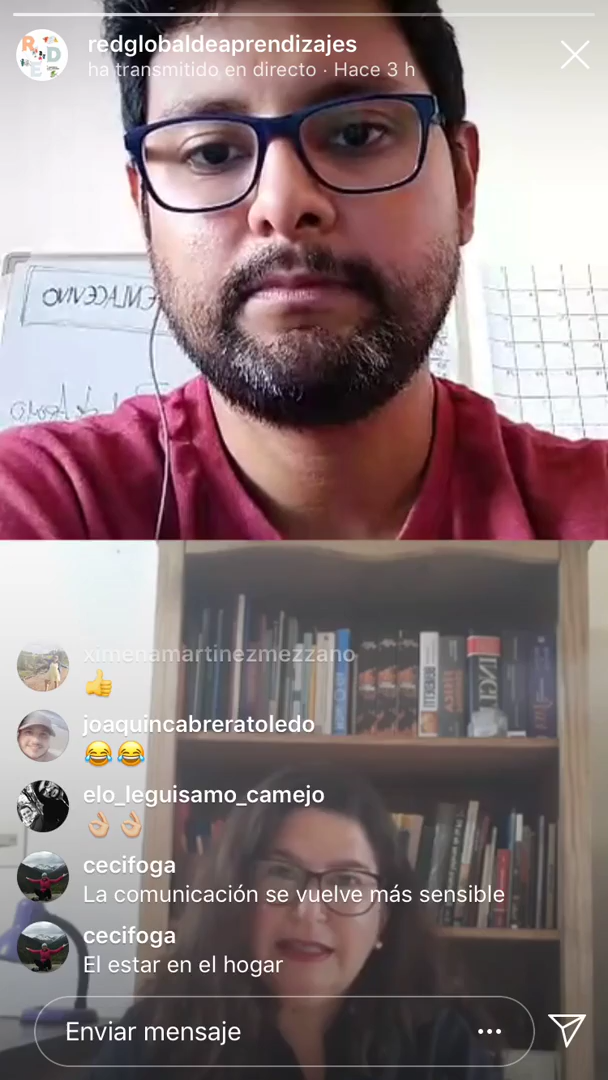 redglobaldeaprendizajes
ha transmitido en directo · Hace 3 h
ENLACEVIVO
ximenamartinezmezzano
👍
joaquincabreratoledo
😂😂
elo_leguisamo_camejo
👌🏼👌🏼
cecifoga
La comunicación se vuelve más sensible
cecifoga
El estar en el hogar
Enviar mensaje